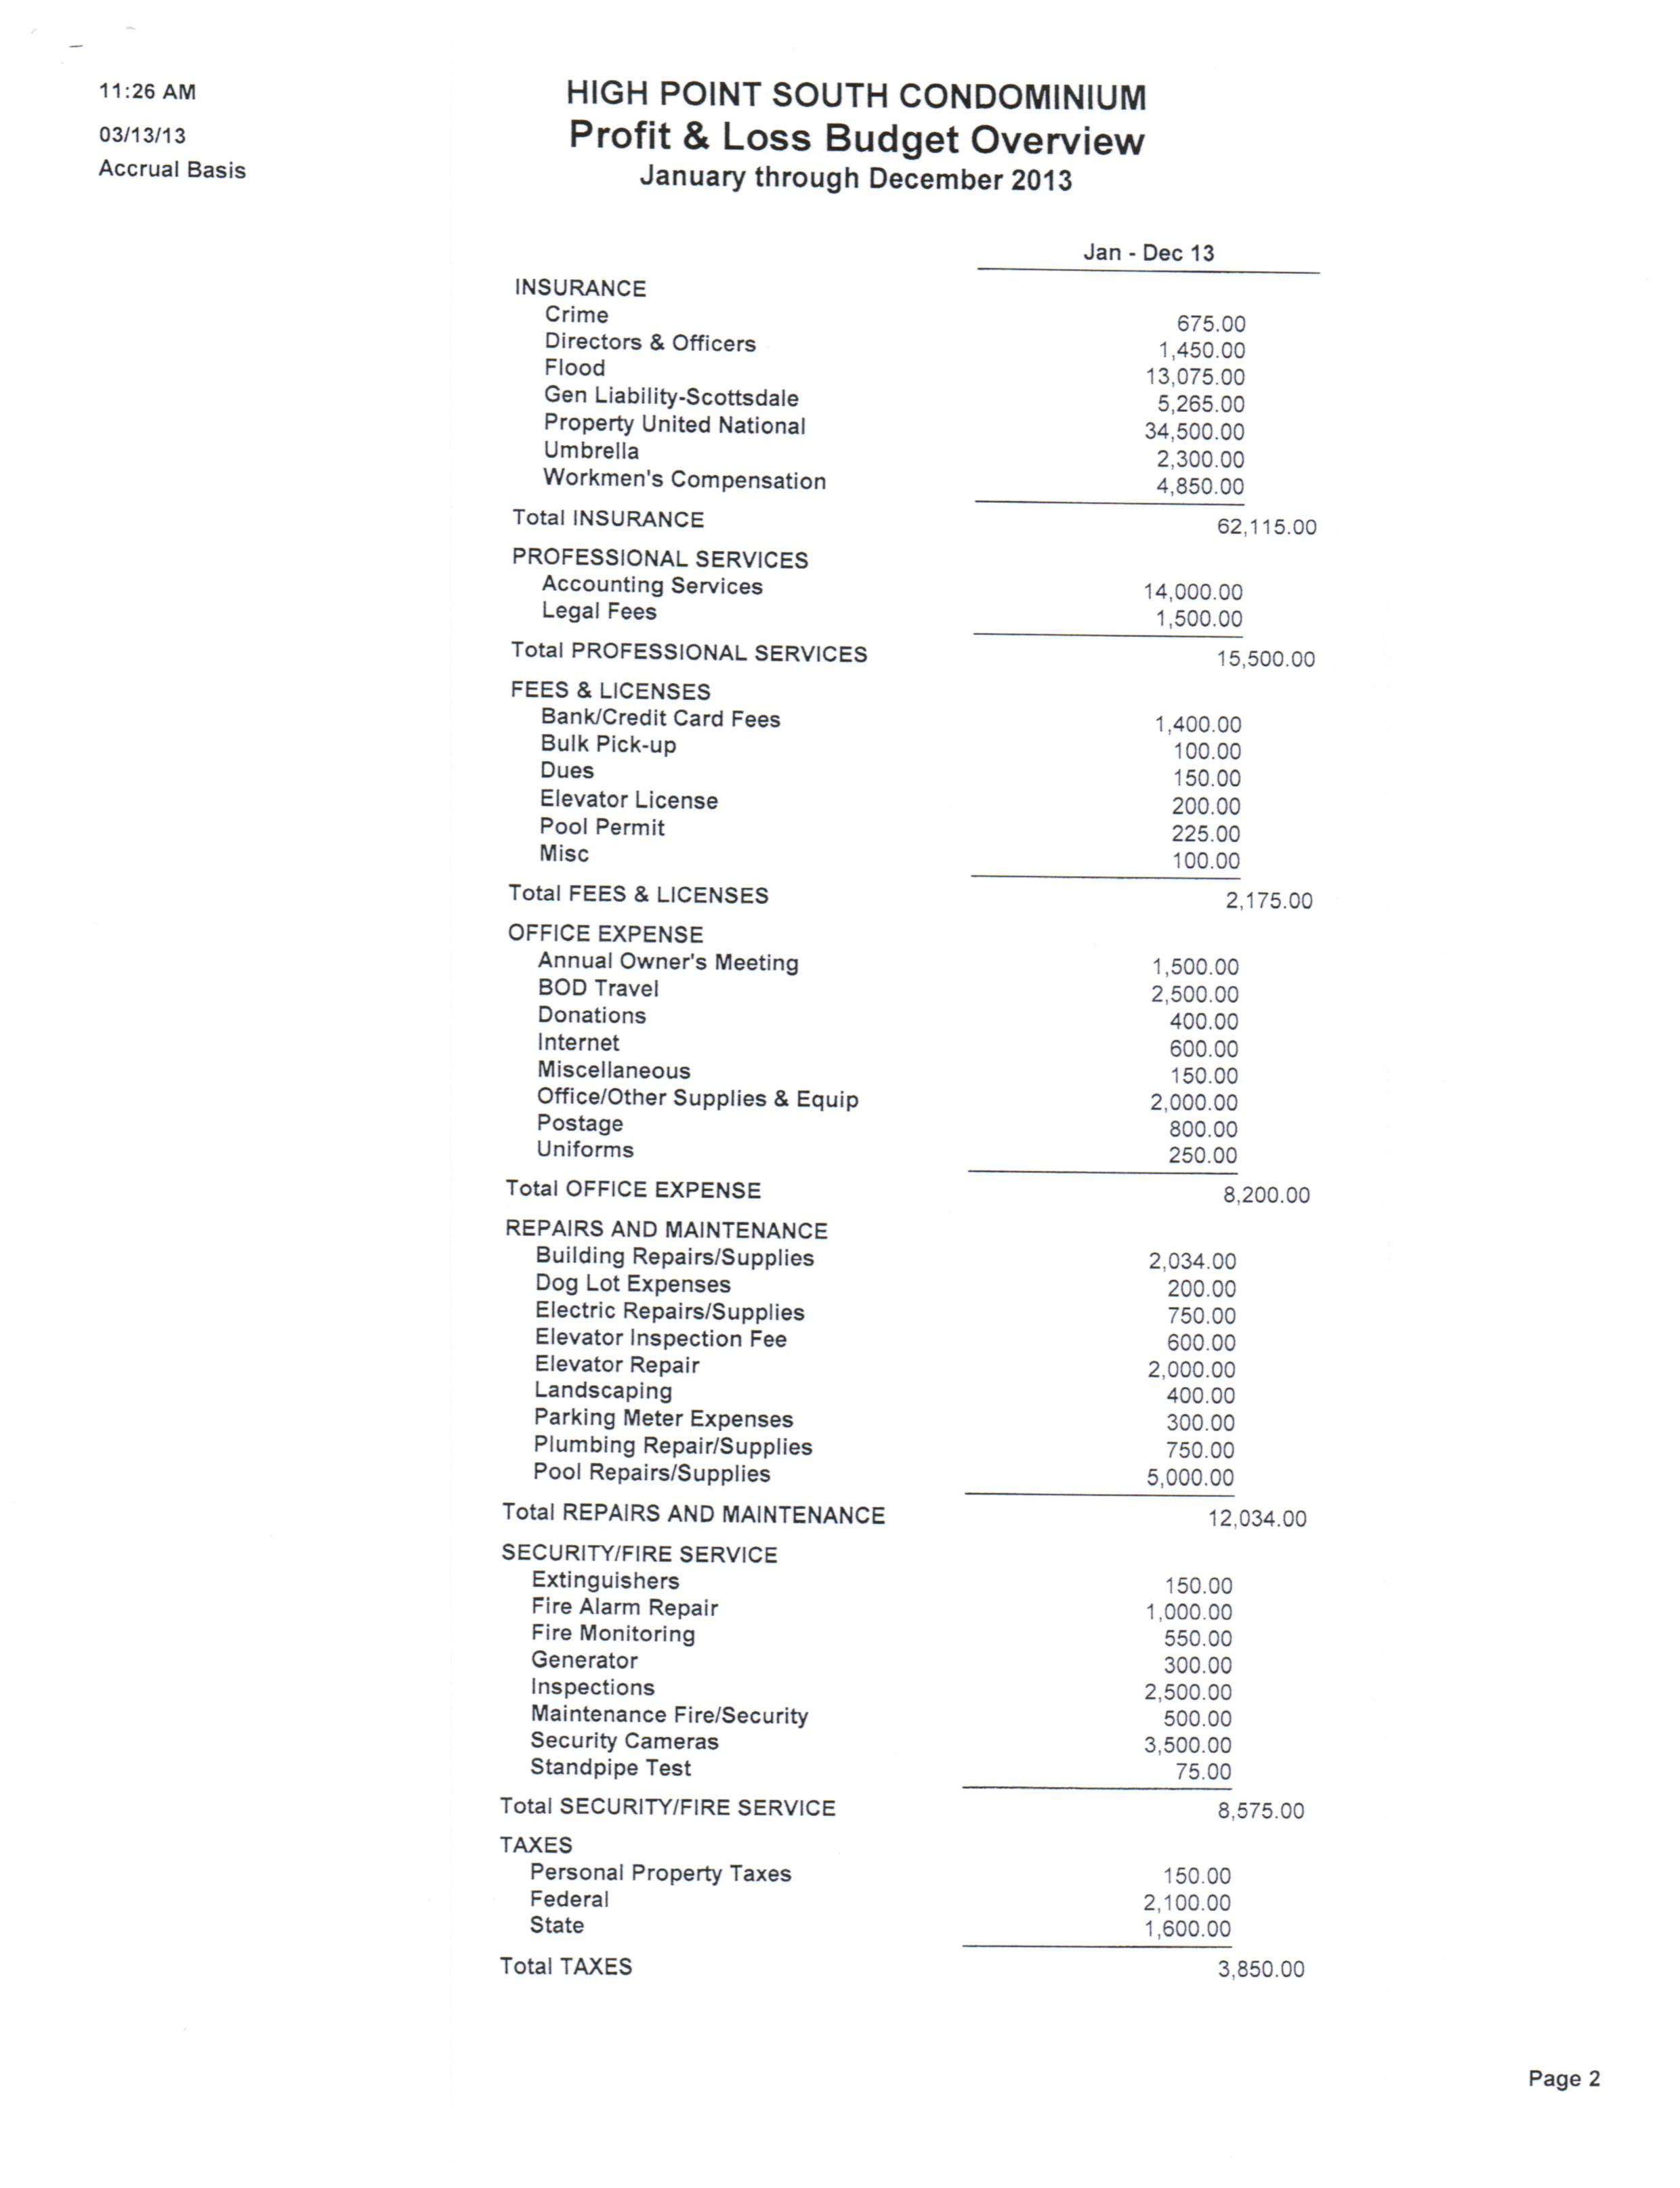 11:26 AM
03/13/13
Accrual Basis
HIGH POINT SOUTH CONDOMINIUM
Profit & Loss Budget Overview
January through December 2013
Jan - Dec 13
INSURANCE
Crime 675.00
Directors & Officers 1,450.00
Flood 13,075.00
Gen Liability-Scottsdale 5,265.00
Property United National 34,500.00
Umbrella 2,300.00
Workmen's Compensation 4,850.00
Total INSURANCE 62,115.00
PROFESSIONAL SERVICES
Accounting Services 14,000.00
Legal Fees 1,500.00
Total PROFESSIONAL SERVICES 15,500.00
FEES & LICENSES
Bank/Credit Card Fees 1,400.00
Bulk Pick-up 100.00
Dues 150.00
Elevator License 200.00
Pool Permit 225.00
Misc 100.00
Total FEES & LICENSES 2,175.00
OFFICE EXPENSE
Annual Owner's Meeting 1,500.00
BOD Travel 2,500.00
Donations 400.00
Internet 600.00
Miscellaneous 150.00
Office/Other Supplies & Equip 2,000.00
Postage 800.00
Uniforms 250.00
Total OFFICE EXPENSE 8,200.00
REPAIRS AND MAINTENANCE
Building Repairs/Supplies 2,034.00
Dog Lot Expenses 200.00
Electric Repairs/Supplies 750.00
Elevator Inspection Fee 600.00
Elevator Repair 2,000.00
Landscaping 400.00
Parking Meter Expenses 300.00
Plumbing Repair/Supplies 750.00
Pool Repairs/Supplies 5,000.00
Total REPAIRS AND MAINTENANCE 12,034.00
SECURITY/FIRE SERVICE
Extinguishers 150.00
Fire Alarm Repair 1,000.00
Fire Monitoring 550.00
Generator 300.00
Inspections 2,500.00
Maintenance Fire/Security 500.00
Security Cameras 3,500.00
Standpipe Test 75.00
Total SECURITY/FIRE SERVICE 8,575.00
TAXES
Personal Property Taxes 150.00
Federal 2,100.00
State 1,600.00
Total TAXES 3,850.00
Page 2